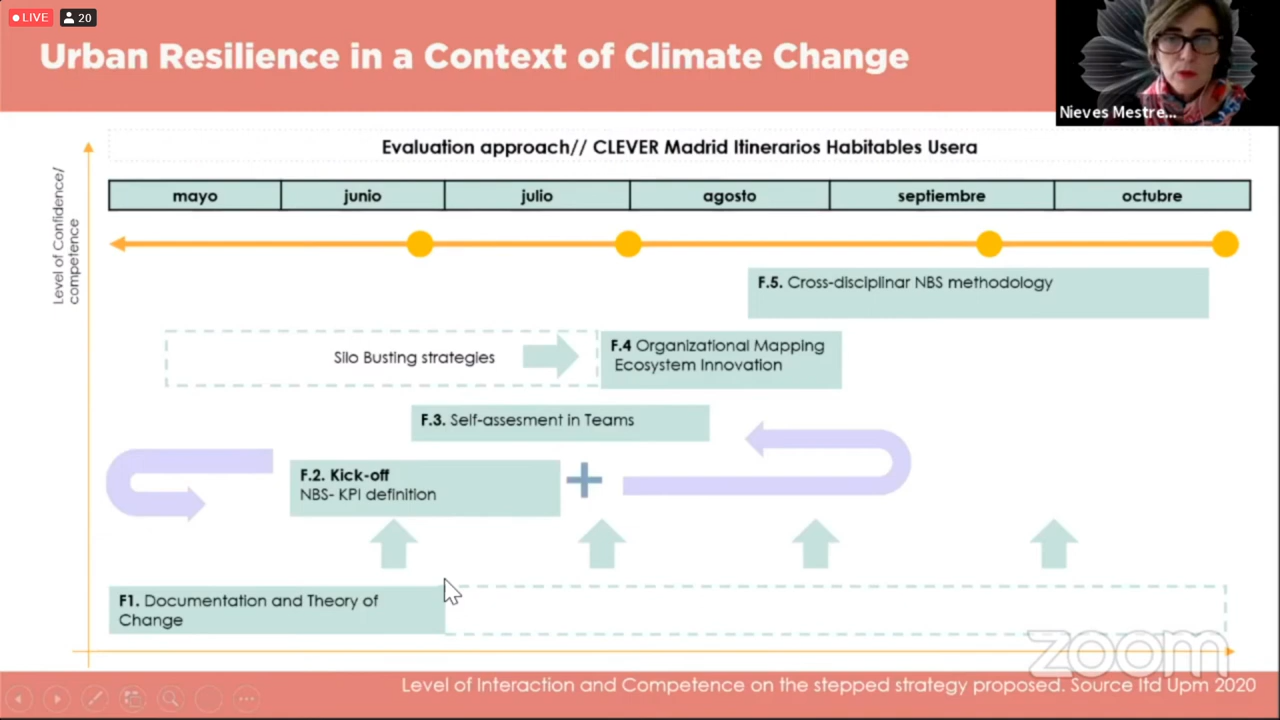 LIVE 20
Urban Resilience in a Context of Climate Change
Nieves Mestre...
Evaluation approach// CLEVER Madrid Itinerarios Habitables Usera
Level of Confidence/
competence
mayo junio julio agosto septiembre octubre
F.5. Cross-disciplinar NBS methodology
Silo Busting strategies
F.4 Organizational Mapping
Ecosystem Innovation
F.3. Self-assesment in Teams
F.2. Kick-off
NBS- KPI definition
F1. Documentation and Theory of
Change
zoom
Level of Interaction and Competence on the stepped strategy proposed. Source Itd Upm 2020